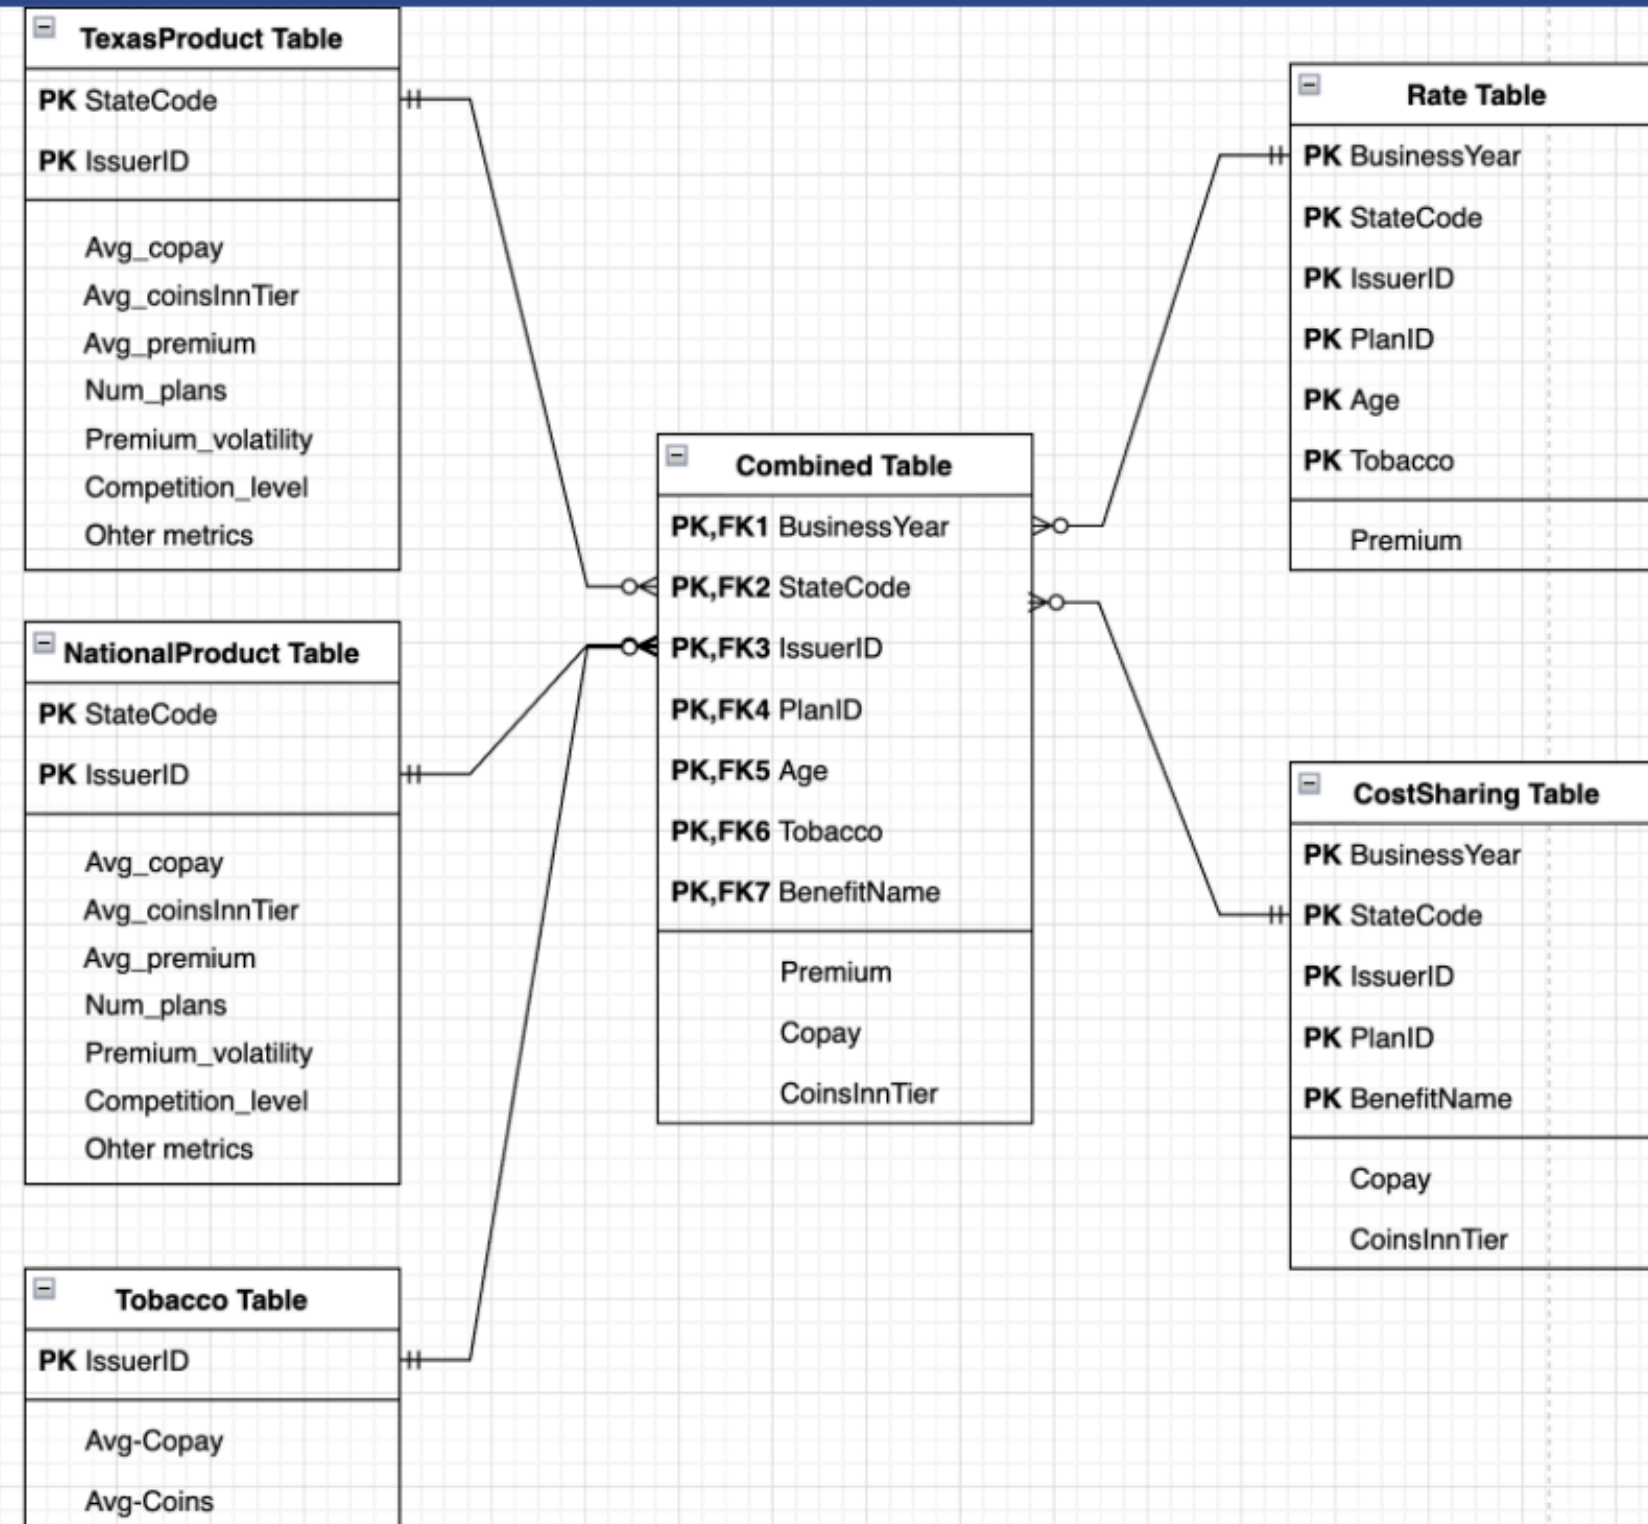 TexasProduct Table
PK StateCode
PK IssuerID
Avg_copay
Avg_coinsInnTier
Avg_premium
Num_plans
Premium_volatility
Competition_level
Ohter metrics
NationalProduct Table
PK StateCode
PK IssuerID
Avg_copay
Avg_coinsInnTier
Avg_premium
Num_plans
Premium_volatility
Competition_level
Ohter metrics
Tobacco Table
PK IssuerID
Avg-Copay
Avg-Coins
Combined Table
PK,FK1 BusinessYear
PK,FK2 StateCode
PK,FK3 IssuerID
PK,FK4 PlanID
PK,FK5 Age
PK,FK6 Tobacco
PK,FK7 BenefitName
Premium
Copay
CoinsInnTier
Rate Table
PK BusinessYear
PK StateCode
PK IssuerID
PK PlanID
PK Age
PK Tobacco
Premium
CostSharing Table
PK BusinessYear
PK StateCode
PK IssuerID
PK PlanID
PK BenefitName
Copay
CoinsInnTier